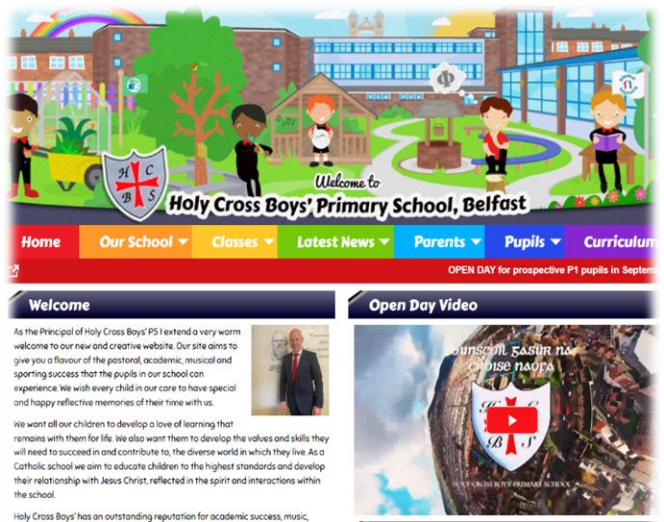 H C
B S
Welcome to
Holy Cross Boys' Primary School, Belfast
Home Our School Classes Latest News Parents Pupils Curriculum
OPEN DAY for prospective P1 pupils in Septem
Welcome
As the Principal of Holy Cross Boys' PS I extend a very warm
welcome to our new and creative website. Our site aims to
give you a flavour of the pastoral, academic, musical and
sporting success that the pupils in our school can
experience. We wish every child in our care to have special
and happy reflective memories of their time with us.
We want all our children to develop a love of learning that
remains with them for life. We also want them to develop the values and skills they
will need to succeed in and contribute to, the diverse world in which they live. As a
Catholic school we aim to educate children to the highest standards and develop
their relationship with Jesus Christ, reflected in the spirit and interactions within
the school.
Holy Cross Boys' has an outstanding reputation for academic success, music,
Open Day Video
bunscoil gasúr na
croise naofa
H C
B S
HOLY CROSS BOYS PRIMARY SCHOOL